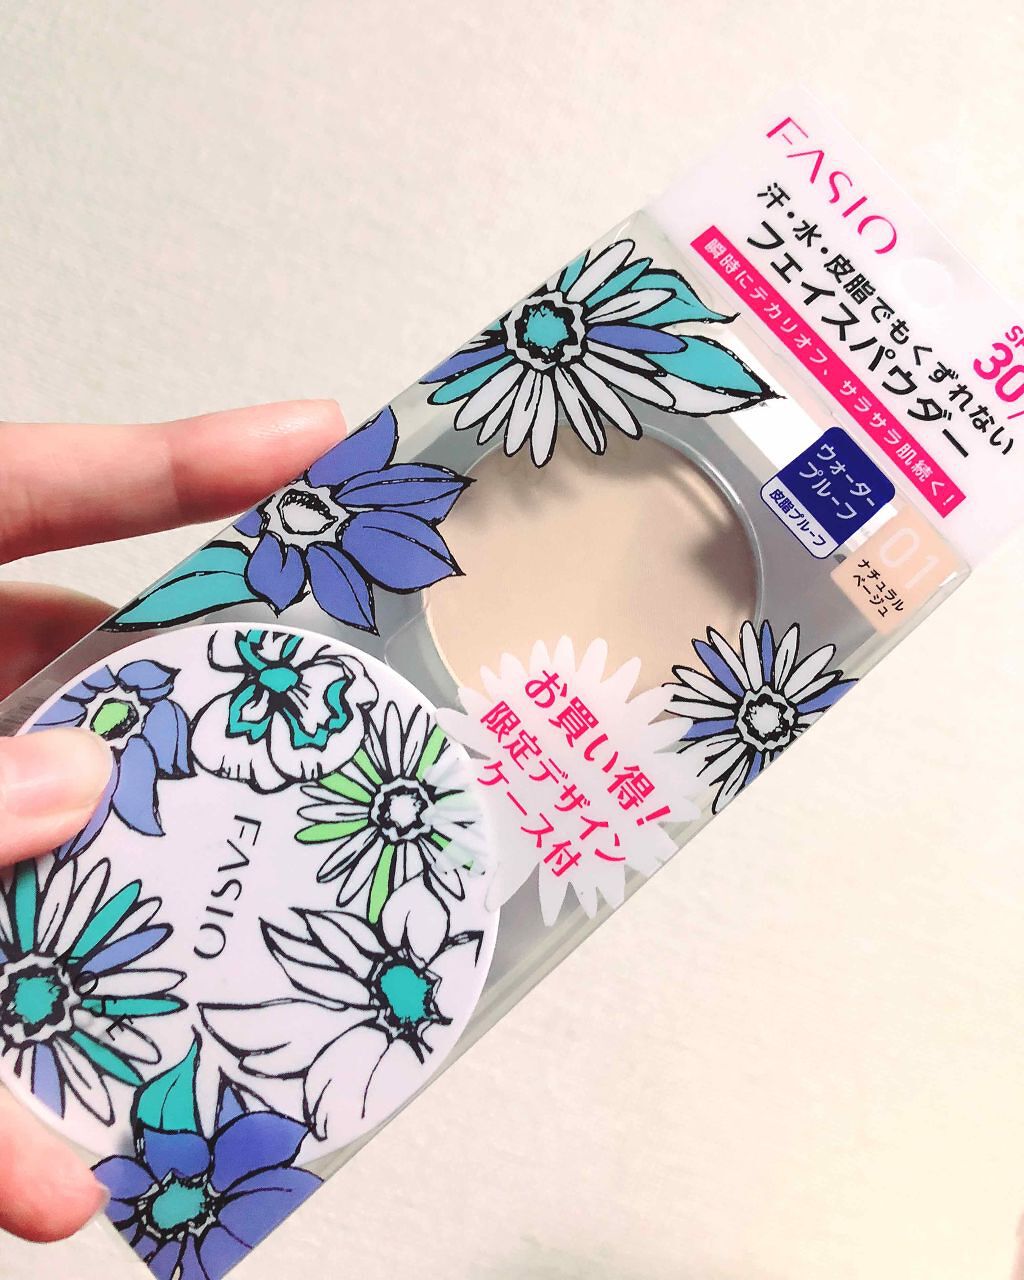 FASIO
汗・水・皮脂でもくずれない
フェイスパウダー
瞬時にテカリオフ、サラサラ肌続く!
30/
ウォーター
プルーフ
皮脂プルーフ
01
ナチュラル
ベージュ
お買い得!
限定デザイン
ケース付
FASIO